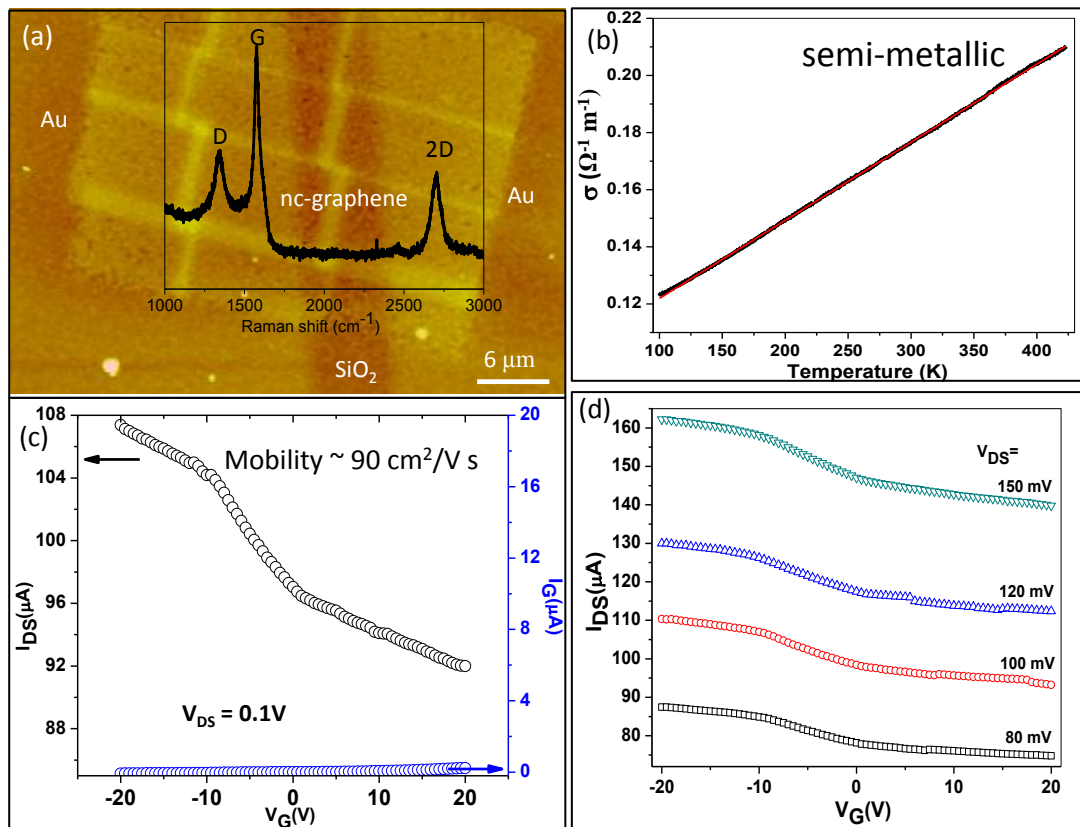 (a)
G
D
2D
Au
nc-graphene
Au
1000 1500 2000 2500 3000
Raman shift (cm⁻¹)
SiO₂
6 μm
(b)
semi-metallic
0.22
0.20
0.18
0.16
0.14
0.12
σ (Ω⁻¹ m⁻¹)
100 150 200 250 300 350 400
Temperature (K)
(c)
Mobility ~ 90 cm²/V s
108
104
100
96
92
88
I_DS(μA)
20
16
12
8
4
0
I_G(μA)
V_DS = 0.1V
-20 -10 0 10 20
V_G(V)
(d)
V_DS=
150 mV
120 mV
100 mV
80 mV
160
150
140
130
120
110
100
90
80
I_DS(μA)
-20 -10 0 10 20
V_G(V)